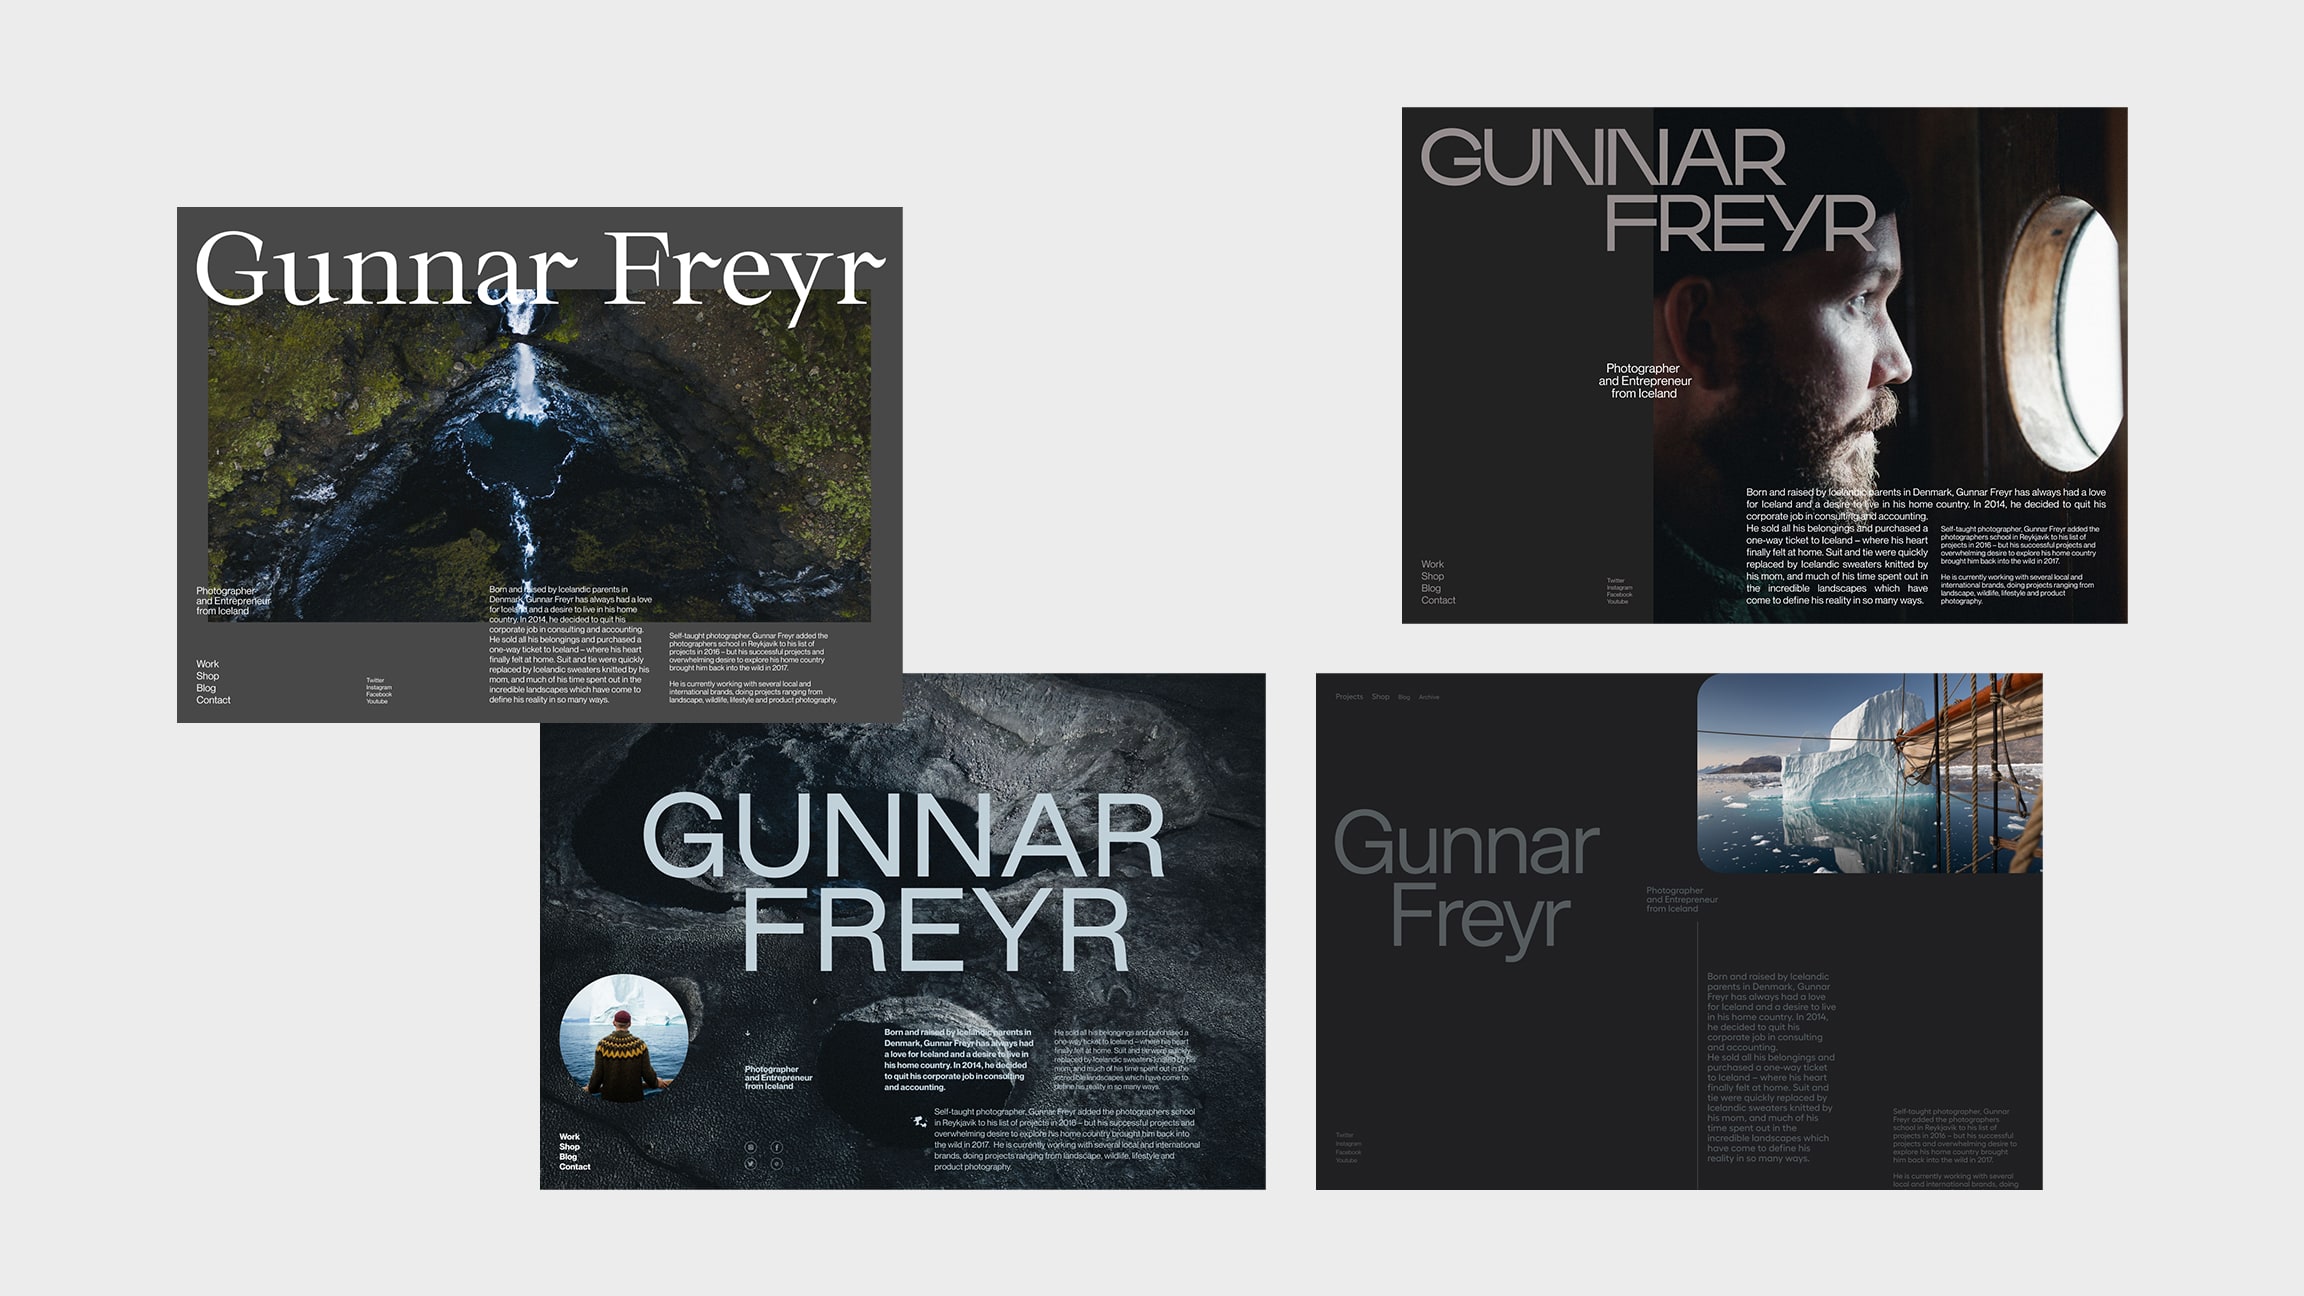 Gunnar Freyr
Photographer
and Entrepreneur
from Iceland
Work
Shop
Blog
Contact
Twitter
Instagram
Facebook
Youtube
Born and raised by Icelandic parents in
Denmark, Gunnar Freyr has always had a love
for Iceland and a desire to live in his home
country. In 2014, he decided to quit his
corporate job in consulting and accounting.
He sold all his belongings and purchased a
one-way ticket to Iceland – where his heart
finally felt at home. Suit and tie were quickly
replaced by Icelandic sweaters knitted by his
mom, and much of his time spent out in the
incredible landscapes which have come to
define his reality in so many ways.
Self-taught photographer, Gunnar Freyr added the
photographers school in Reykjavik to his list of
projects in 2016 – but his successful projects and
overwhelming desire to explore his home country
brought him back into the wild in 2017.
He is currently working with several local and
international brands, doing projects ranging from
landscape, wildlife, lifestyle and product photography.
GUNNAR
FREYR
Photographer
and Entrepreneur
from Iceland
Work
Shop
Blog
Contact
Twitter
Instagram
Facebook
Youtube
Born and raised by Icelandic parents in Denmark, Gunnar Freyr has always had a love
for Iceland and a desire to live in his home country. In 2014, he decided to quit his
corporate job in consulting and accounting.
He sold all his belongings and purchased a
one-way ticket to Iceland – where his heart
finally felt at home. Suit and tie were quickly
replaced by Icelandic sweaters knitted by
his mom, and much of his time spent out in
the incredible landscapes which have
come to define his reality in so many ways.
Self-taught photographer, Gunnar Freyr added the
photographers school in Reykjavik to his list of
projects in 2016 – but his successful projects and
overwhelming desire to explore his home country
brought him back into the wild in 2017.
He is currently working with several local and
international brands, doing projects ranging from
landscape, wildlife, lifestyle and product
photography.
GUNNAR
FREYR
Photographer
and Entrepreneur
from Iceland
Work
Shop
Blog
Contact
Born and raised by Icelandic parents in
Denmark, Gunnar Freyr has always had
a love for Iceland and a desire to live in
his home country. In 2014, he decided
to quit his corporate job in consulting
and accounting.
He sold all his belongings and purchased a
one-way ticket to Iceland – where his heart
finally felt at home. Suit and tie were quickly
replaced by Icelandic sweaters knitted by his
mom, and much of his time spent out in the
incredible landscapes which have come to
define his reality in so many ways.
Self-taught photographer, Gunnar Freyr added the photographers school
in Reykjavik to his list of projects in 2016 – but his successful projects and
overwhelming desire to explore his home country brought him back into
the wild in 2017. He is currently working with several local and international
brands, doing projects ranging from landscape, wildlife, lifestyle and
product photography.
Projects Shop Blog Archive
Gunnar
Freyr
Photographer
and Entrepreneur
from Iceland
Twitter
Instagram
Facebook
Youtube
Born and raised by Icelandic
parents in Denmark, Gunnar
Freyr has always had a love
for Iceland and a desire to live
in his home country. In 2014,
he decided to quit his
corporate job in consulting
and accounting.
He sold all his belongings and
purchased a one-way ticket
to Iceland – where his heart
finally felt at home. Suit and
tie were quickly replaced by
Icelandic sweaters knitted by
his mom, and much of his
time spent out in the
incredible landscapes which
have come to define his
reality in so many ways.
Self-taught photographer, Gunnar
Freyr added the photographers
school in Reykjavik to his list of
projects in 2016 – but his successful
projects and overwhelming desire to
explore his home country brought
him back into the wild in 2017.
He is currently working with several
local and international brands, doing